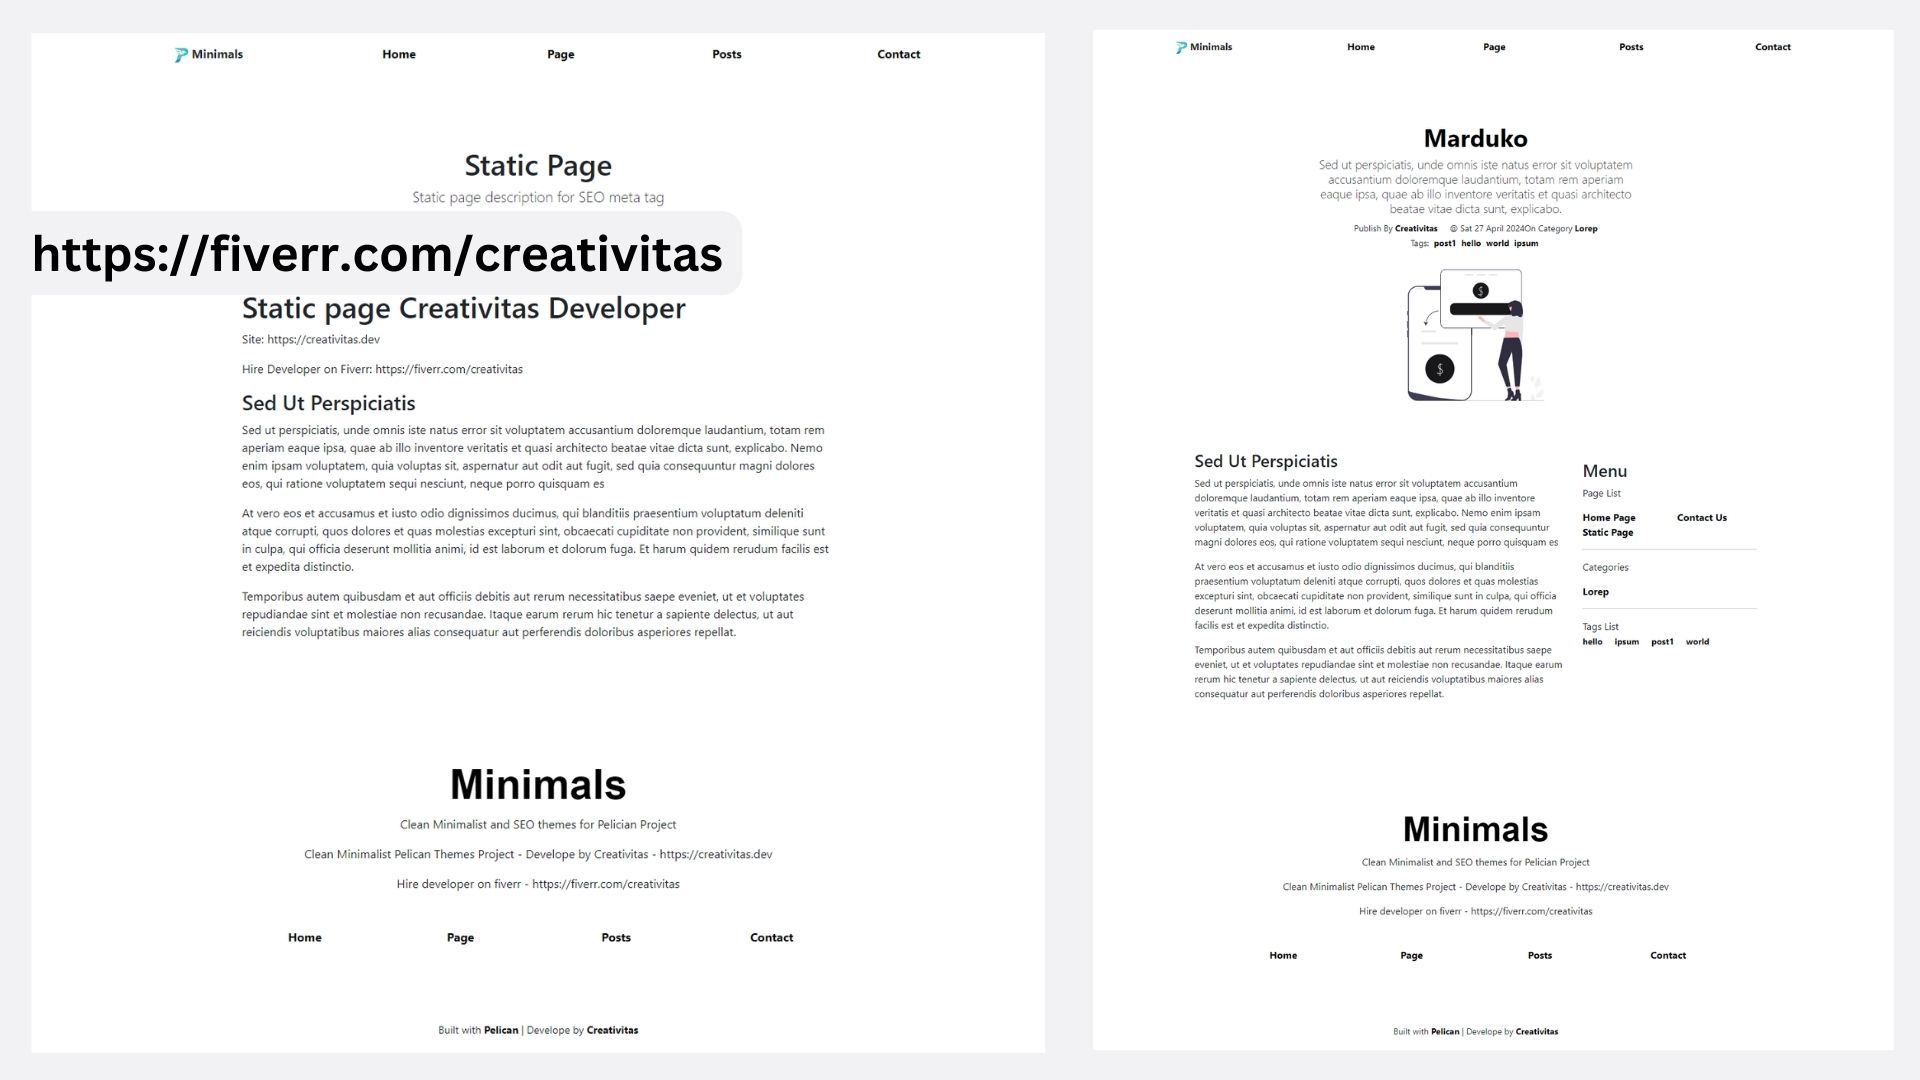 Minimals Home Page Posts Contact
Static Page
Static page description for SEO meta tag
https://fiverr.com/creativitas
Static page Creativitas Developer
Site: https://creativitas.dev
Hire Developer on Fiverr: https://fiverr.com/creativitas
Sed Ut Perspiciatis
Sed ut perspiciatis, unde omnis iste natus error sit voluptatem accusantium doloremque laudantium, totam rem
aperiam eaque ipsa, quae ab illo inventore veritatis et quasi architecto beatae vitae dicta sunt, explicabo. Nemo
enim ipsam voluptatem, quia voluptas sit, aspernatur aut odit aut fugit, sed quia consequuntur magni dolores
eos, qui ratione voluptatem sequi nesciunt, neque porro quisquam es
At vero eos et accusamus et iusto odio dignissimos ducimus, qui blanditiis praesentium voluptatum deleniti
atque corrupti, quos dolores et quas molestias excepturi sint, obcaecati cupiditate non provident, similique sunt
in culpa, qui officia deserunt mollitia animi, id est laborum et dolorum fuga. Et harum quidem rerudum facilis est
et expedita distinctio.
Temporibus autem quibusdam et aut officiis debitis aut rerum necessitatibus saepe eveniet, ut et voluptates
repudiandae sint et molestiae non recusandae. Itaque earum rerum hic tenetur a sapiente delectus, ut aut
reiciendis voluptatibus maiores alias consequatur aut perferendis doloribus asperiores repellat.
Minimals
Clean Minimalist and SEO themes for Pelician Project
Clean Minimalist Pelican Themes Project - Develope by Creativitas - https://creativitas.dev
Hire developer on fiverr - https://fiverr.com/creativitas
Home Page Posts Contact
Built with Pelican | Develope by Creativitas
Minimals Home Page Posts Contact
Marduko
Sed ut perspiciatis, unde omnis iste natus error sit voluptatem
accusantium doloremque laudantium, totam rem aperiam
eaque ipsa, quae ab illo inventore veritatis et quasi architecto
beatae vitae dicta sunt, explicabo.
Publish By Creativitas @ Sat 27 April 2024On Category Lorep
Tags: post1 hello world ipsum
$
$
Sed Ut Perspiciatis
Sed ut perspiciatis, unde omnis iste natus error sit voluptatem accusantium
doloremque laudantium, totam rem aperiam eaque ipsa, quae ab illo inventore
veritatis et quasi architecto beatae vitae dicta sunt, explicabo. Nemo enim ipsam
voluptatem, quia voluptas sit, aspernatur aut odit aut fugit, sed quia consequuntur
magni dolores eos, qui ratione voluptatem sequi nesciunt, neque porro quisquam es
At vero eos et accusamus et iusto odio dignissimos ducimus, qui blanditiis
praesentium voluptatum deleniti atque corrupti, quos dolores et quas molestias
excepturi sint, obcaecati cupiditate non provident, similique sunt in culpa, qui officia
deserunt mollitia animi, id est laborum et dolorum fuga. Et harum quidem rerudum
facilis est et expedita distinctio.
Temporibus autem quibusdam et aut officiis debitis aut rerum necessitatibus saepe
eveniet, ut et voluptates repudiandae sint et molestiae non recusandae. Itaque earum
rerum hic tenetur a sapiente delectus, ut aut reiciendis voluptatibus maiores alias
consequatur aut perferendis doloribus asperiores repellat.
Menu
Page List
Home Page Contact Us
Static Page
Categories
Lorep
Tags List
hello ipsum post1 world
Minimals
Clean Minimalist and SEO themes for Pelician Project
Clean Minimalist Pelican Themes Project - Develope by Creativitas - https://creativitas.dev
Hire developer on fiverr - https://fiverr.com/creativitas
Home Page Posts Contact
Built with Pelican | Develope by Creativitas